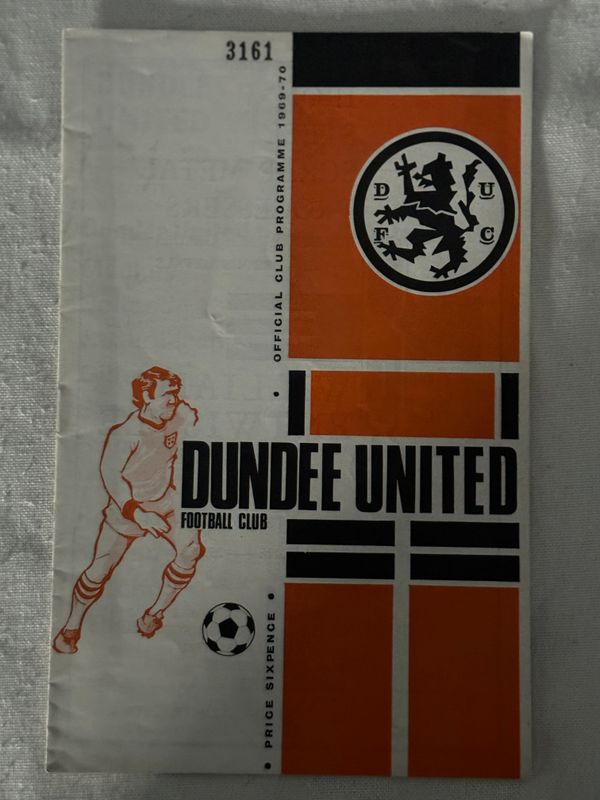 3161
OFFICIAL CLUB PROGRAMME 1969-70
D U
F C
DUNDEE UNITED
FOOTBALL CLUB
• PRICE SIXPENCE •